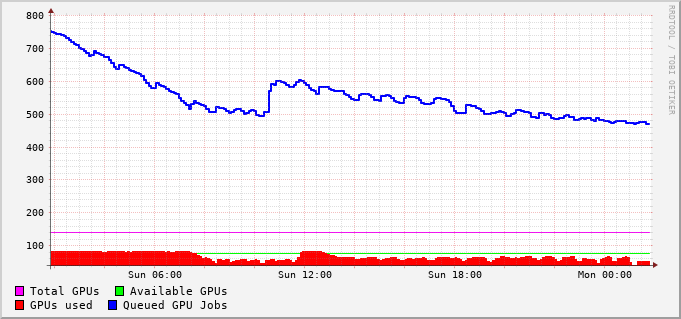 800
700
600
500
400
300
200
100
Sun 06:00 Sun 12:00 Sun 18:00 Mon 00:00
Total GPUs Available GPUs
GPUs used Queued GPU Jobs
RRDTOOL / TOBI OETIKER